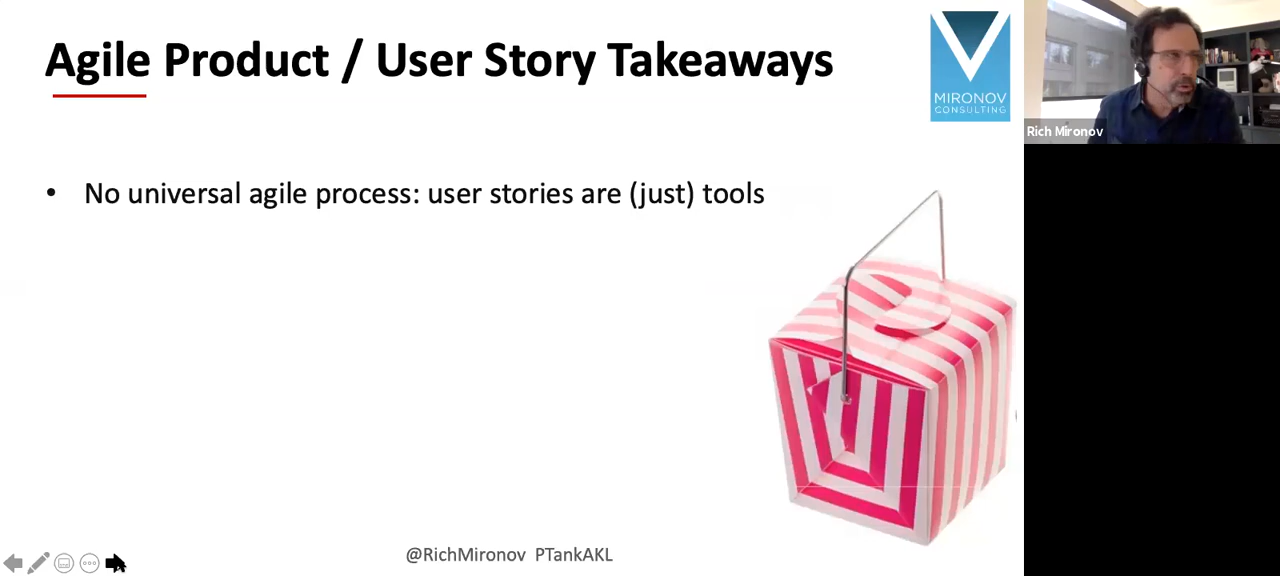 Agile Product / User Story Takeaways
MIRONOV
CONSULTING
Rich Mironov
• No universal agile process: user stories are (just) tools
@RichMironov PTankAKL